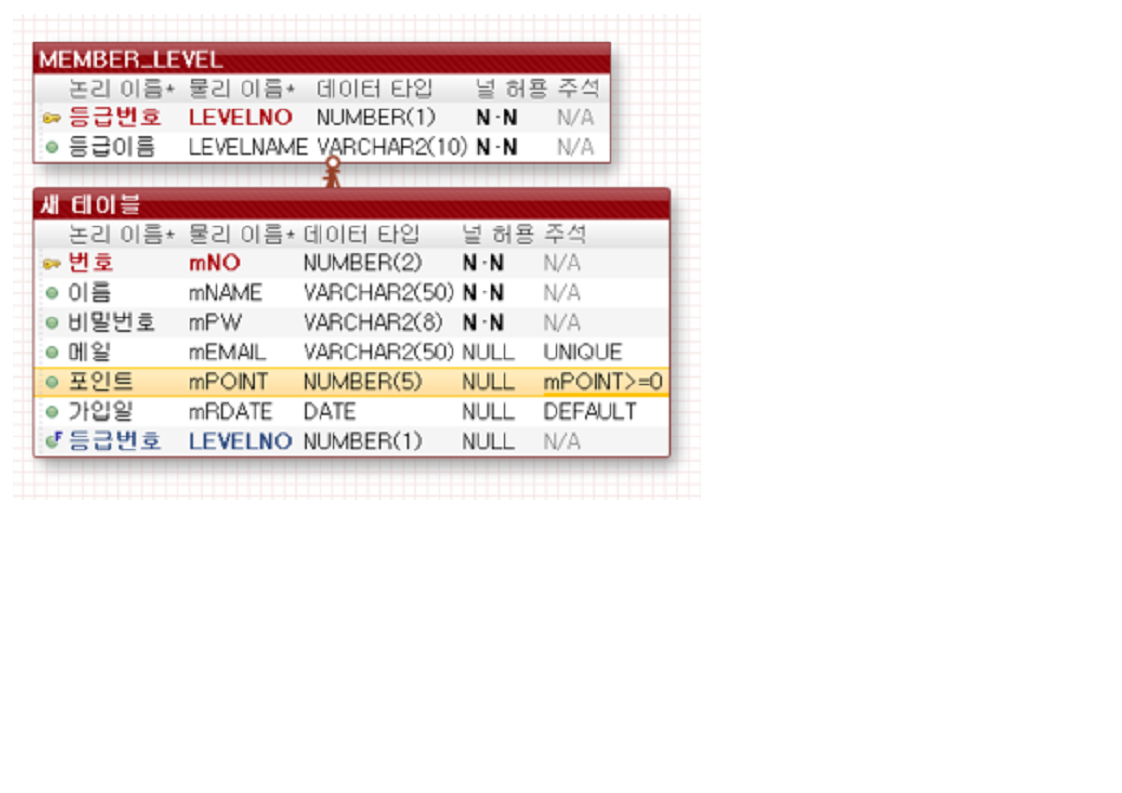 MEMBER_LEVEL
논리 이름* 물리 이름* 데이터 타입 널 허용 주석
등급번호 LEVELNO NUMBER(1) N·N N/A
등급이름 LEVELNAME VARCHAR2(10) N·N N/A
새 테이블
논리 이름* 물리 이름* 데이터 타입 널 허용 주석
번호 mNO NUMBER(2) N·N N/A
이름 mNAME VARCHAR2(50) N·N N/A
비밀번호 mPW VARCHAR2(8) N·N N/A
메일 mEMAIL VARCHAR2(50) NULL UNIQUE
포인트 mPOINT NUMBER(5) NULL mPOINT>=0
가입일 mRDATE DATE NULL DEFAULT
F 등급번호 LEVELNO NUMBER(1) NULL N/A